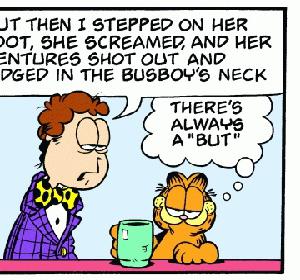 UT THEN I STEPPED ON HER
OOT, SHE SCREAMED, AND HER
ENTURES SHOT OUT AND
DGED IN THE BUSBOY'S NECK
THERE'S
ALWAYS
A "BUT"